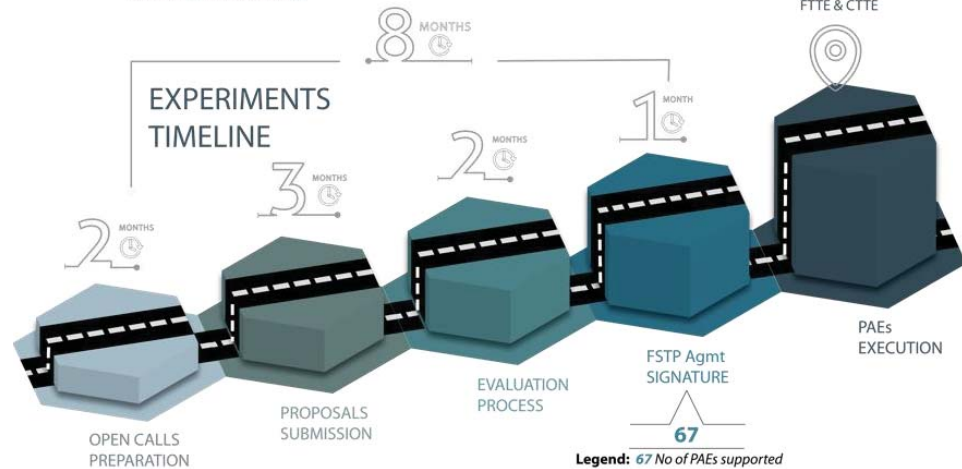 FTTE & CTTE
8 MONTHS
EXPERIMENTS
TIMELINE
1 MONTH
2 MONTHS
3 MONTHS
2 MONTHS
PAEs
EXECUTION
FSTP Agmt
SIGNATURE
EVALUATION
PROCESS
PROPOSALS
SUBMISSION
OPEN CALLS
PREPARATION
67
Legend: 67 No of PAEs supported